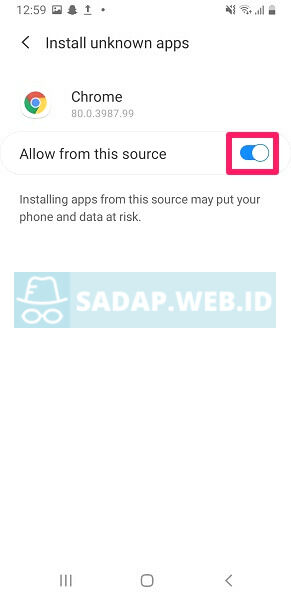 12:59
Install unknown apps
Chrome
80.0.3987.99
Allow from this source
Installing apps from this source may put your
phone and data at risk.
SADAP.WEB.ID